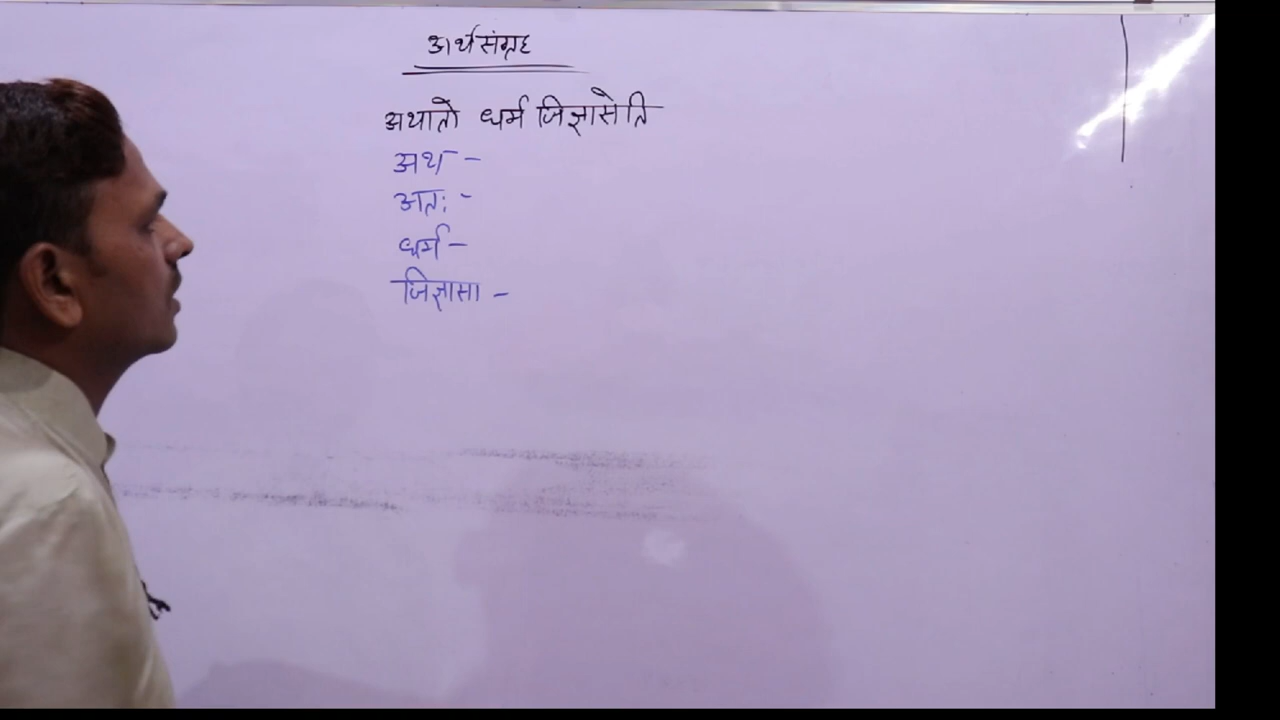 अर्थसंग्रह
अथातो धर्म जिज्ञासेति
अथ -
अतः -
धर्म -
जिज्ञासा -